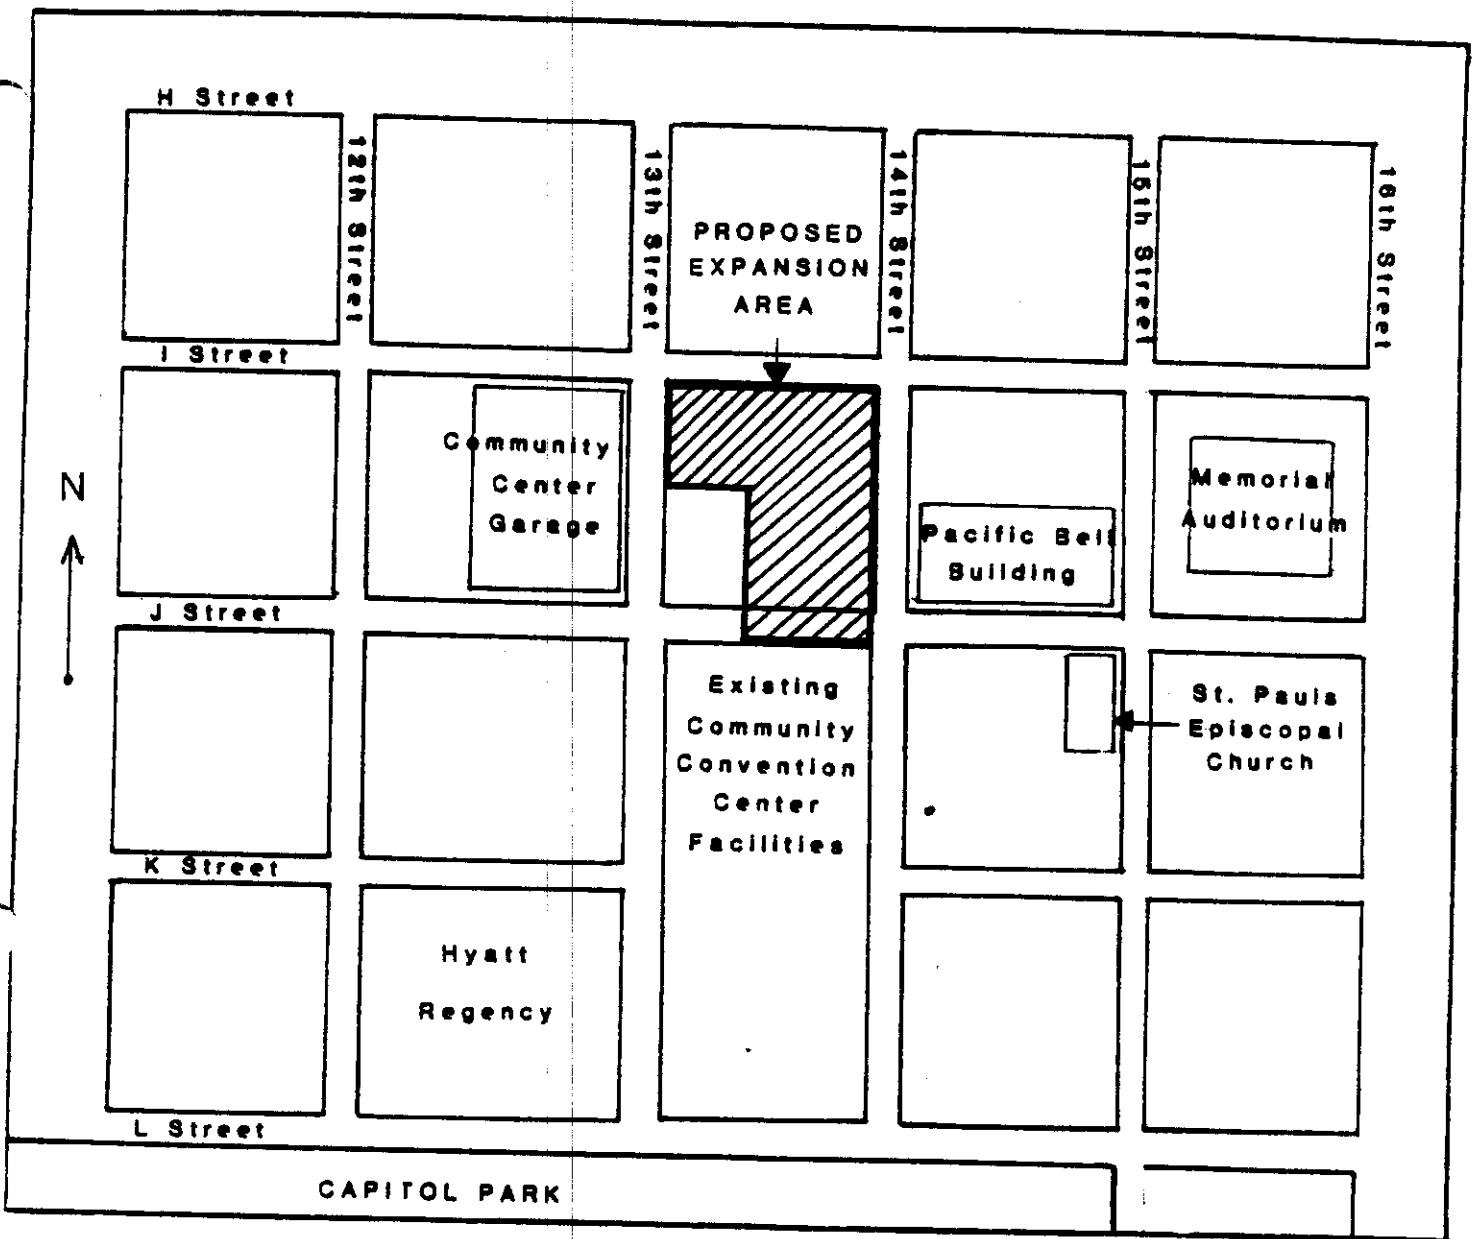 H Street
12th Street
13th Street
14th Street
15th Street
16th Street
PROPOSED
EXPANSION
AREA
I Street
Community
Center
Garage
Memorial
Auditorium
N
Pacific Bell
Building
J Street
Existing
Community
Convention
Center
Facilities
St. Pauls
Episcopal
Church
K Street
Hyatt
Regency
L Street
CAPITOL PARK